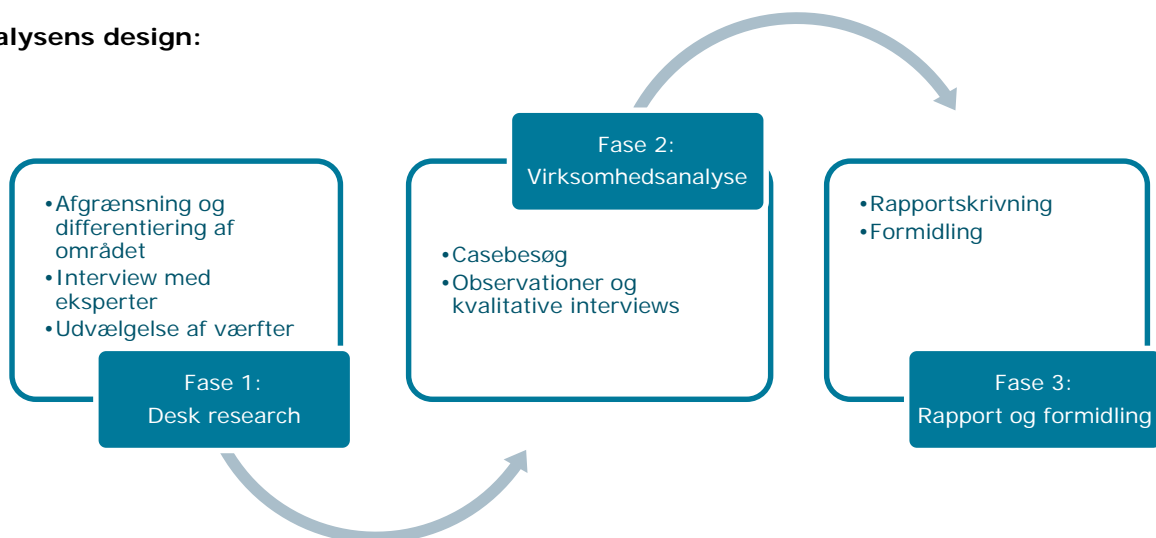 alysens design:
•Afgrænsning og
differentiering af
området
•Interview med
eksperter
•Udvælgelse af værfter
Fase 1:
Desk research
Fase 2:
Virksomhedsanalyse
•Casebesøg
•Observationer og
kvalitative interviews
•Rapportskrivning
•Formidling
Fase 3:
Rapport og formidling